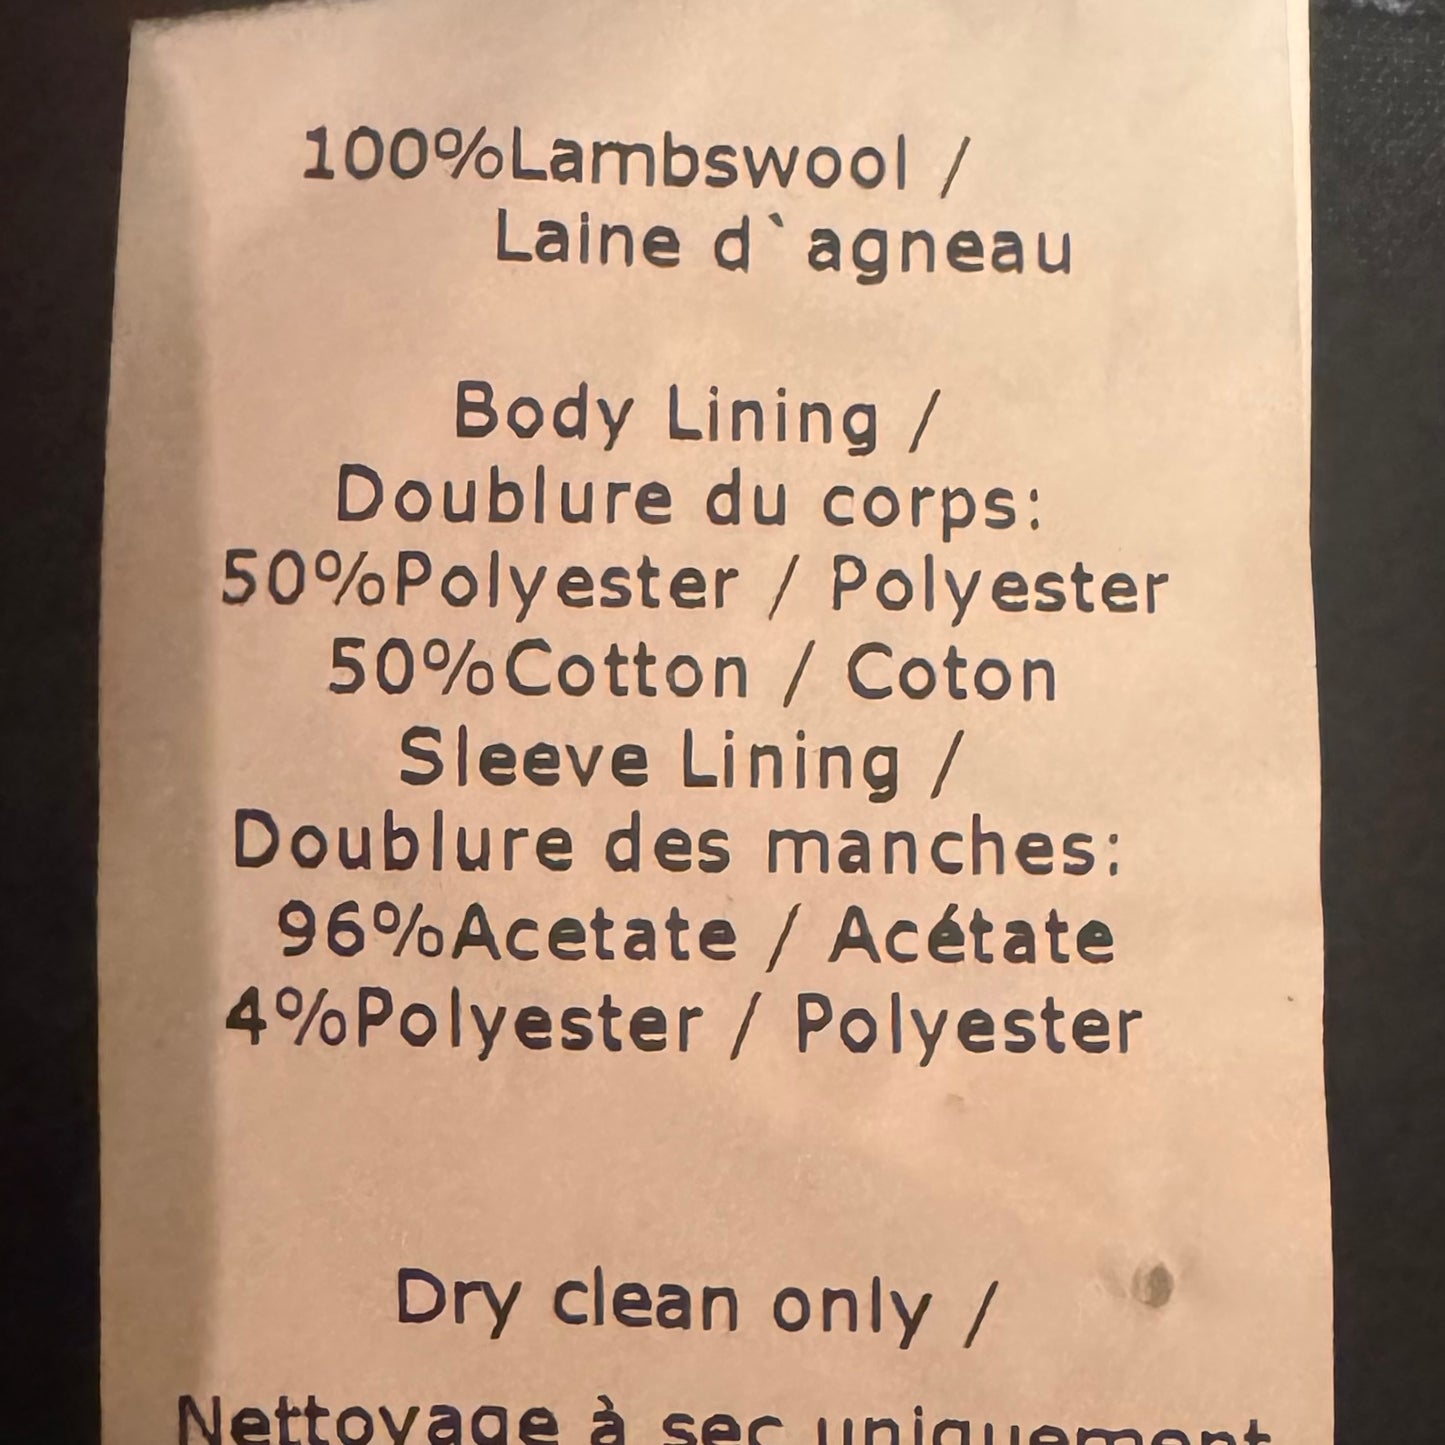 100%Lambswool /
Laine d`agneau
Body Lining /
Doublure du corps:
50%Polyester / Polyester
50%Cotton / Coton
Sleeve Lining /
Doublure des manches:
96%Acetate / Acétate
4%Polyester / Polyester
Dry clean only /
Nettoyage à sec uniquement